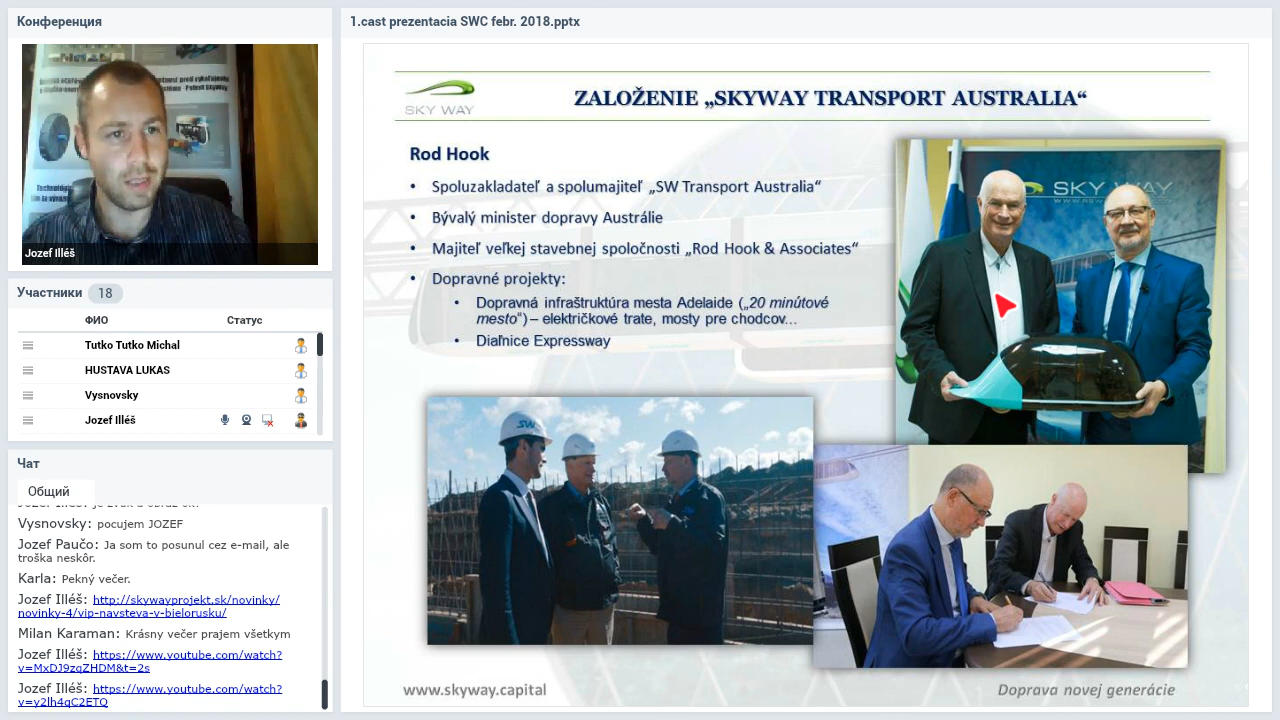 Конференция
Jozef Illéš
Участники 18
ФИО Статус
Tutko Tutko Michal
HUSTAVA LUKAS
Vysnovsky
Jozef Illéš
Чат
Общий
Vysnovsky: pocujem JOZEF
Jozef Paučo: Ja som to posunul cez e-mail, ale
troška neskôr.
Karla: Pekný večer.
Jozef Illéš: http://skywayprojekt.sk/novinky/
novinky-4/vip-navsteva-v-bielorusku/
Milan Karaman: Krásny večer prajem všetkym
Jozef Illéš: https://www.youtube.com/watch?
v=MxDJ9zqZHDM&t=2s
Jozef Illéš: https://www.youtube.com/watch?
v=y2lh4qC2ETQ
1.cast prezentacia SWC febr. 2018.pptx
SKY WAY
ZALOŽENIE „SKYWAY TRANSPORT AUSTRALIA“
Rod Hook
• Spoluzakladateľ a spolumajiteľ „SW Transport Australia“
• Bývalý minister dopravy Austrálie
• Majiteľ veľkej stavebnej spoločnosti „Rod Hook & Associates“
• Dopravné projekty:
• Dopravná infraštruktúra mesta Adelaide („20 minútové
mesto“) – električkové trate, mosty pre chodcov...
• Diaľnice Expressway
SKY WAY
SW
www.skyway.capital
Doprava novej generácie